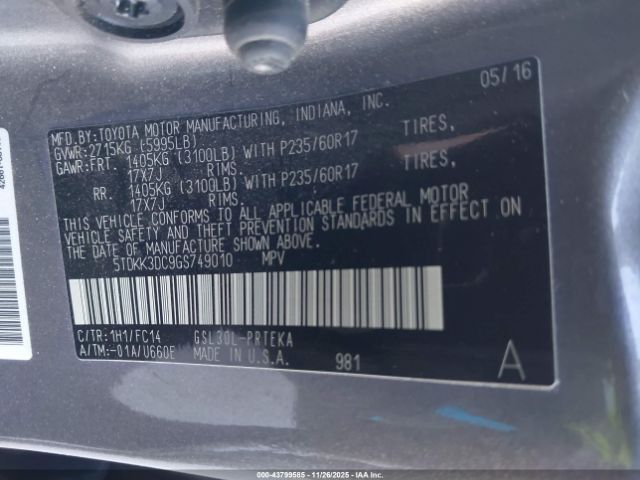 05/16
MFD.BY:TOYOTA MOTOR MANUFACTURING, INDIANA, INC.
GVWR:2715KG (5995LB)
GAWR:FRT. 1405KG (3100LB) WITH P235/60R17 TIRES,
17X7J RIMS.
RR. 1405KG (3100LB) WITH P235/60R17 TIRES,
17X7J RIMS.
THIS VEHICLE CONFORMS TO ALL APPLICABLE FEDERAL MOTOR
VEHICLE SAFETY AND THEFT PREVENTION STANDARDS IN EFFECT ON
THE DATE OF MANUFACTURE SHOWN ABOVE.
5TDKK3DC9GS749010 MPV
C/TR:1H1/FC14 GSL30L-PRTEKA
A/TM:-01A/U660E MADE IN U.S.A. 981 A
000-43799585 | 11/26/2025 | IAAI.COM